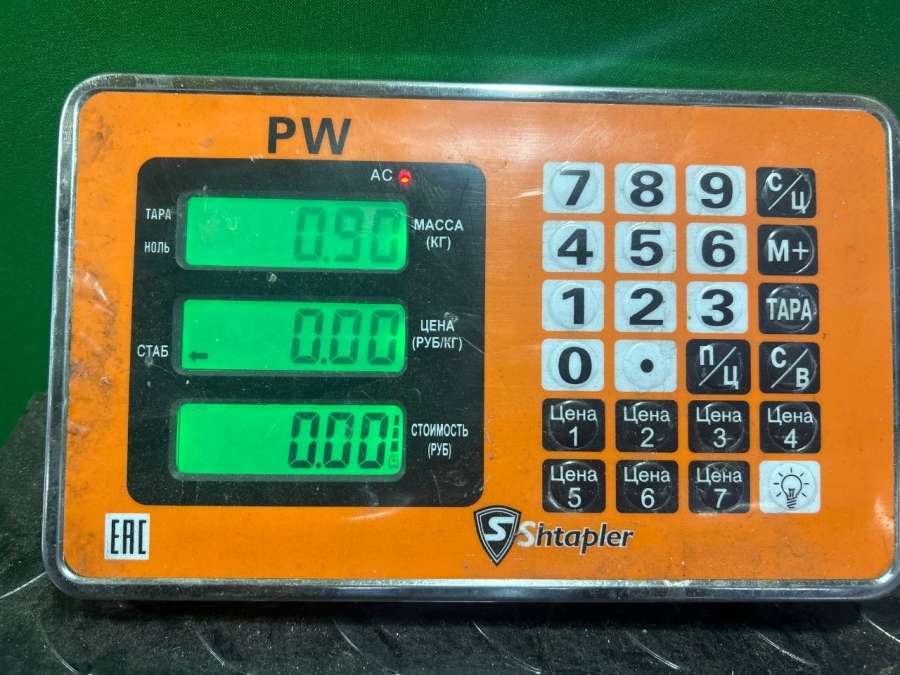 PW
AC
ТАРА
НОЛЬ
0.90
МАССА
(КГ)
СТАБ
0.00
ЦЕНА
(РУБ/КГ)
0.00
СТОИМОСТЬ
(РУБ)
7 8 9 С/Ц
4 5 6 М+
1 2 3 ТАРА
0 . П/Ц С/В
Цена 1 Цена 2 Цена 3 Цена 4
Цена 5 Цена 6 Цена 7
EAC
S Shtapler